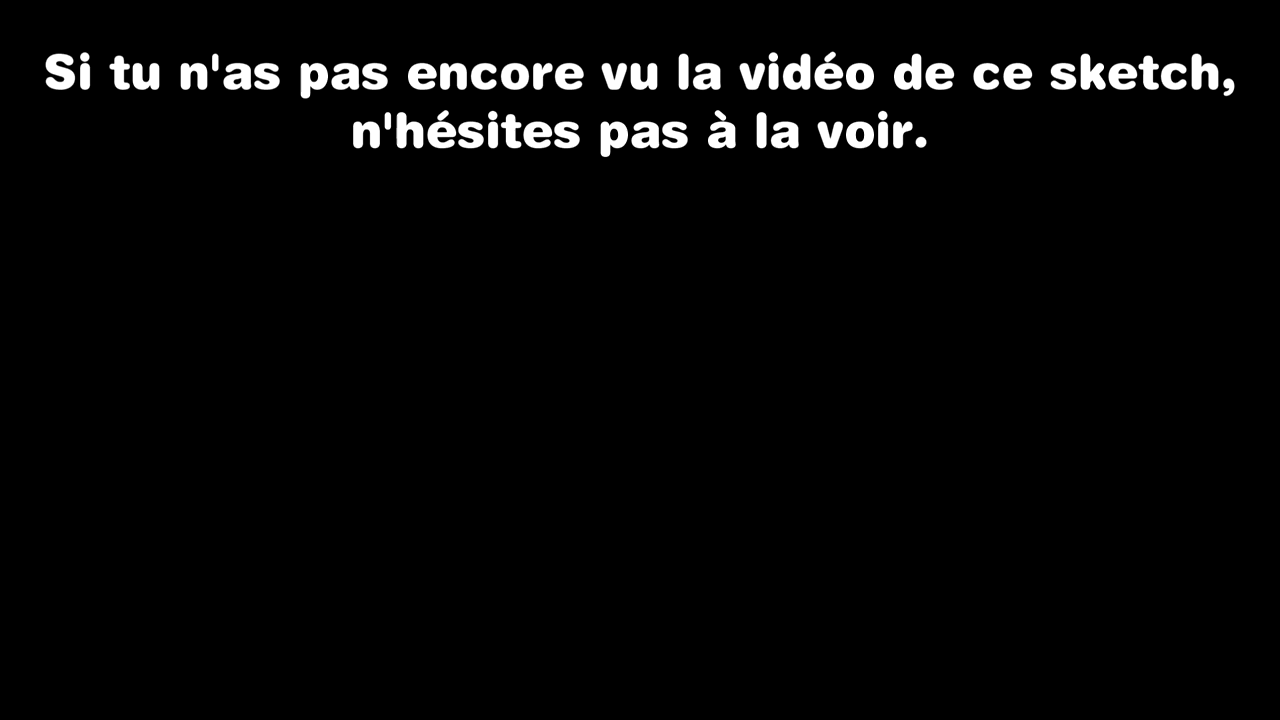 Si tu n'as pas encore vu la vidéo de ce sketch,
n'hésites pas à la voir.